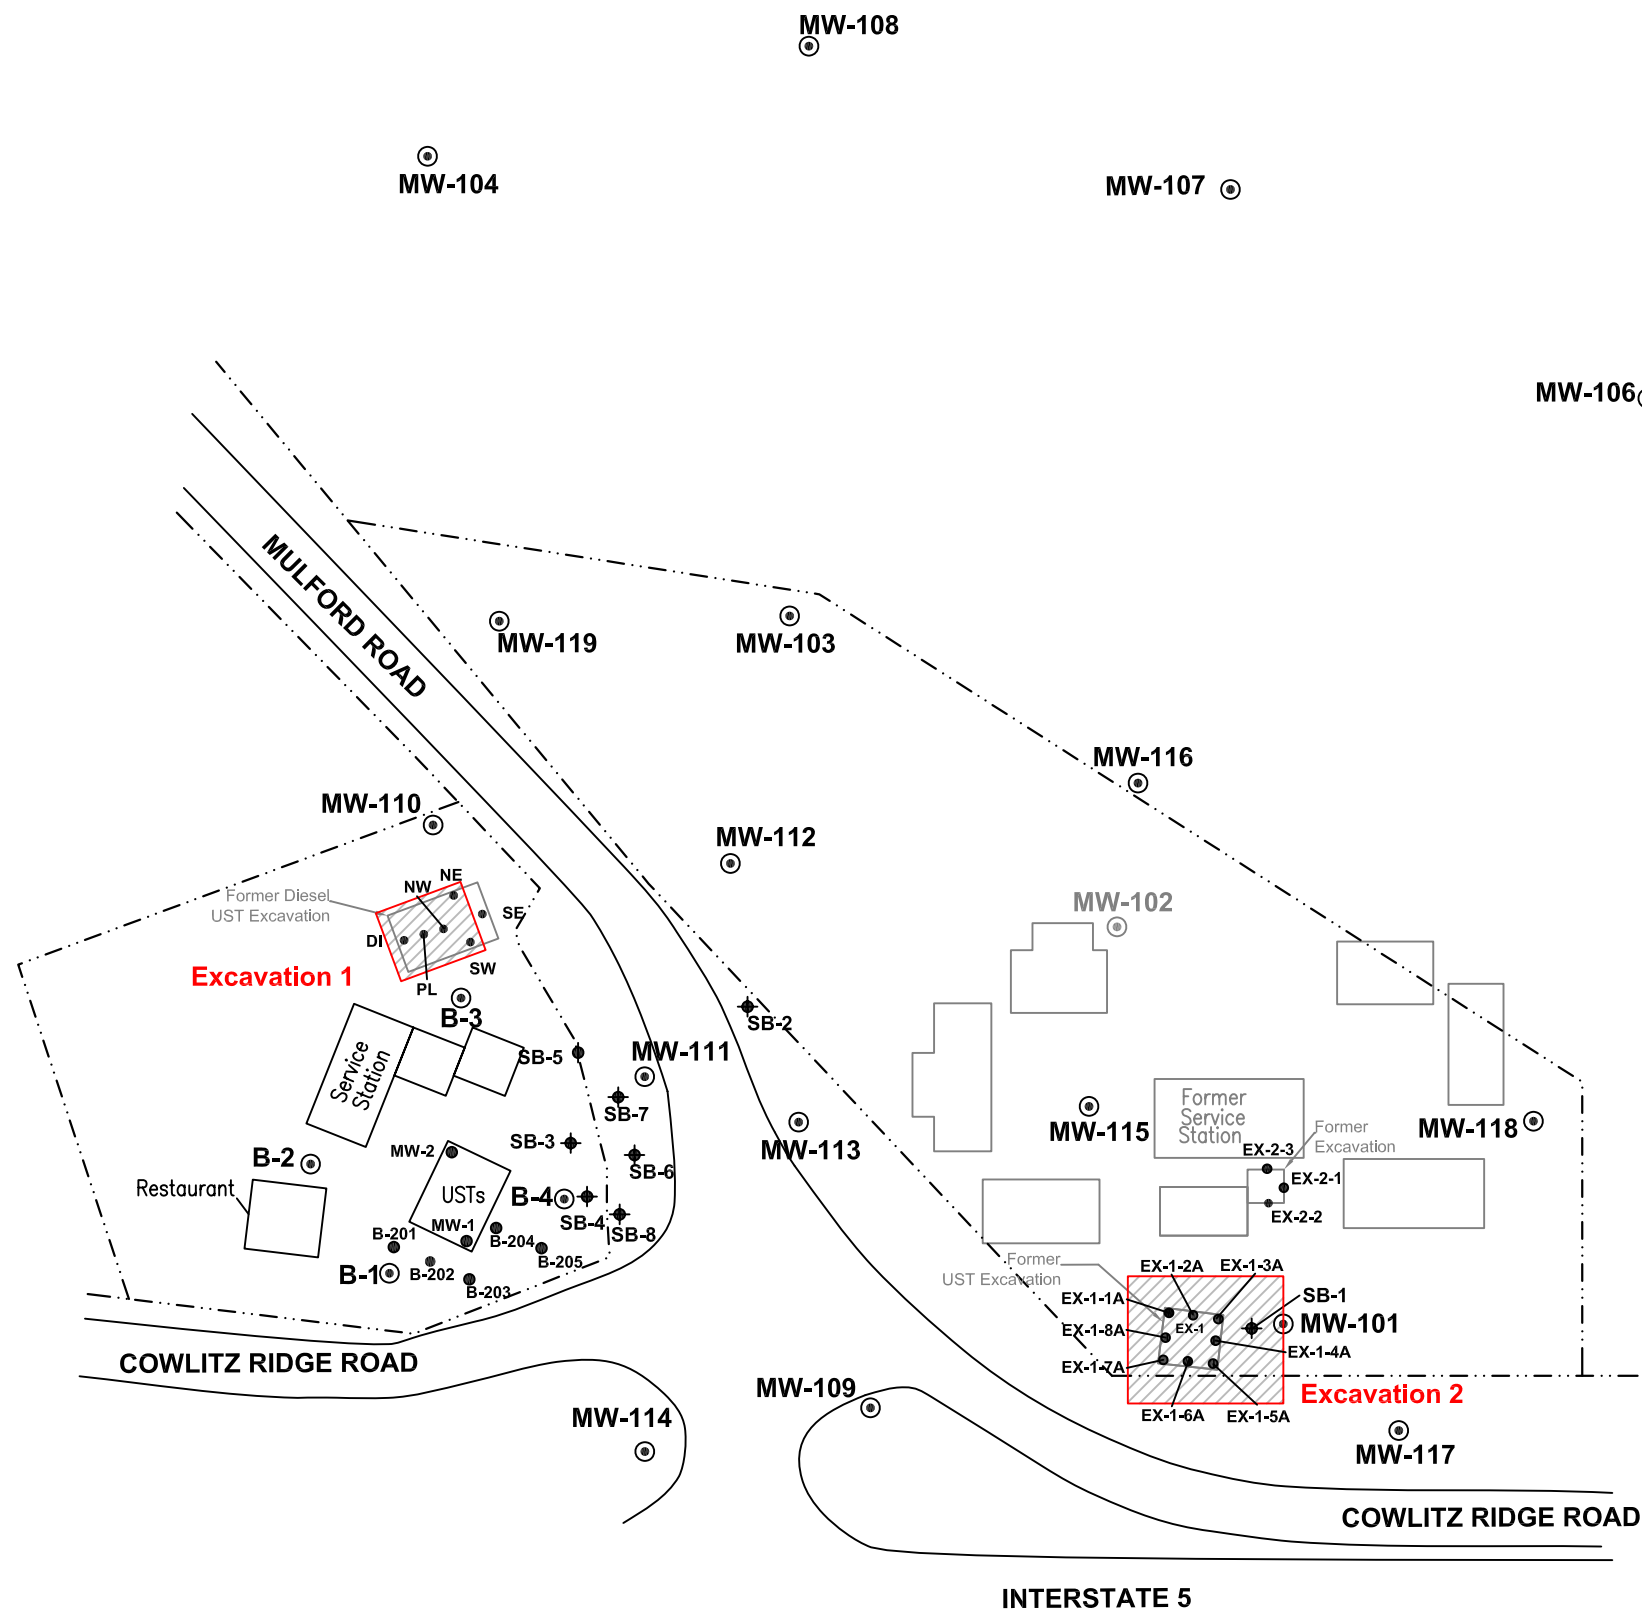 MW-108
MW-104
MW-107
MW-106
MULFORD ROAD
MW-119
MW-103
MW-116
MW-110
MW-112
NE
NW
Former Diesel
UST Excavation
SE
DI
SW
PL
Excavation 1
MW-102
B-3
SB-2
Service
Station
SB-5
MW-111
SB-7
MW-115
Former
Service
Station
Former
Excavation
MW-118
MW-113
SB-3
MW-2
B-2
SB-6
EX-2-3
EX-2-1
EX-2-2
Restaurant
USTs
B-4
SB-4
SB-8
MW-1
B-204
B-201
B-205
B-202
B-1
B-203
Former
UST Excavation
EX-1-2A
EX-1-3A
EX-1-1A
SB-1
EX-1
MW-101
EX-1-8A
EX-1-4A
EX-1-7A
COWLITZ RIDGE ROAD
MW-109
Excavation 2
EX-1-6A
EX-1-5A
MW-114
MW-117
COWLITZ RIDGE ROAD
INTERSTATE 5